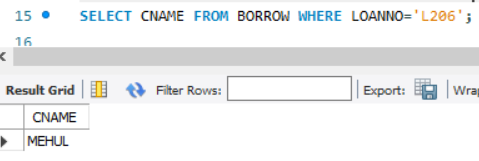 15 SELECT CNAME FROM BORROW WHERE LOANNO='L206';
16
Result Grid Filter Rows: Export: Wrap
CNAME
MEHUL